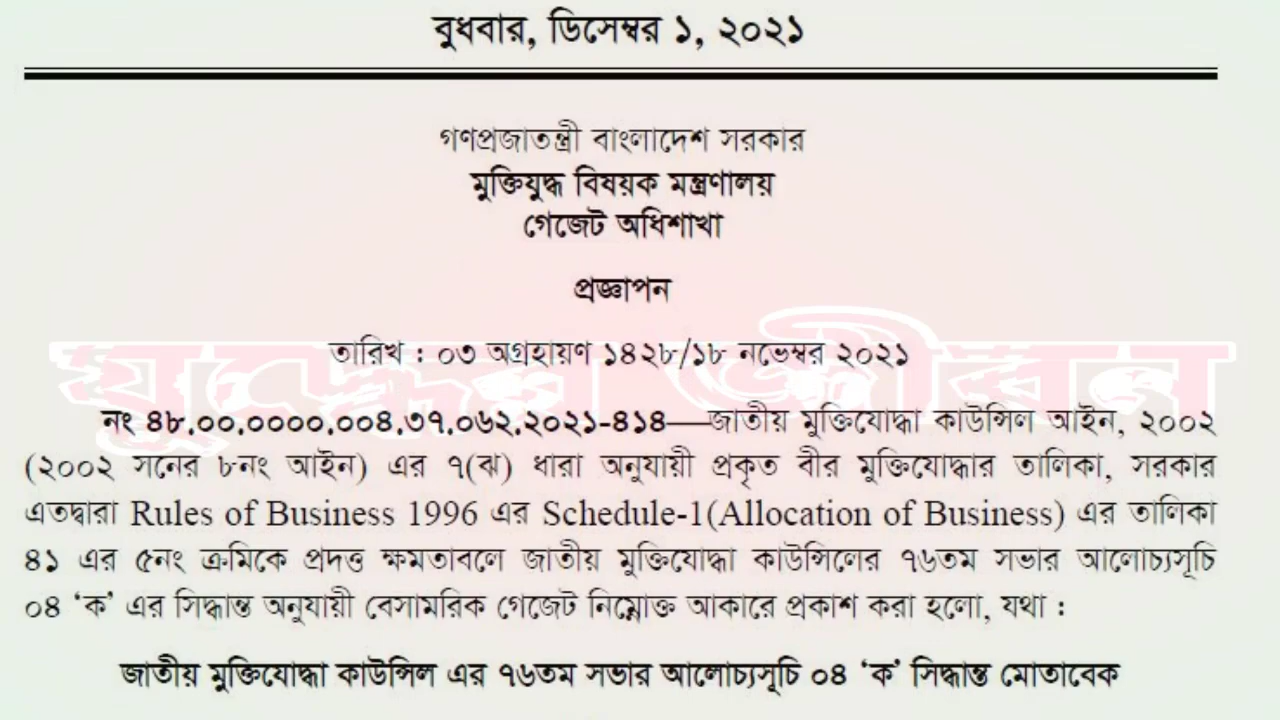 বুধবার, ডিসেম্বর ১, ২০২১
গণপ্রজাতন্ত্রী বাংলাদেশ সরকার
মুক্তিযুদ্ধ বিষয়ক মন্ত্রণালয়
গেজেট অধিশাখা
প্রজ্ঞাপন
তারিখ : ০৩ অগ্রহায়ণ ১৪২৮/১৮ নভেম্বর ২০২১
যুদ্ধের জীবন
নং ৪৮.০০.০০০০.০০৪.৩৭.০৬২.২০২১-৪১৪—জাতীয় মুক্তিযোদ্ধা কাউন্সিল আইন, ২০০২
(২০০২ সনের ৮নং আইন) এর ৭(ঝ) ধারা অনুযায়ী প্রকৃত বীর মুক্তিযোদ্ধার তালিকা, সরকার
এতদ্বারা Rules of Business 1996 এর Schedule-1(Allocation of Business) এর তালিকা
৪১ এর ৫নং ক্রমিকে প্রদত্ত ক্ষমতাবলে জাতীয় মুক্তিযোদ্ধা কাউন্সিলের ৭৬তম সভার আলোচ্যসূচি
০৪ ‘ক’ এর সিদ্ধান্ত অনুযায়ী বেসামরিক গেজেট নিম্নোক্ত আকারে প্রকাশ করা হলো, যথা :
জাতীয় মুক্তিযোদ্ধা কাউন্সিল এর ৭৬তম সভার আলোচ্যসূচি ০৪ ‘ক’ সিদ্ধান্ত মোতাবেক